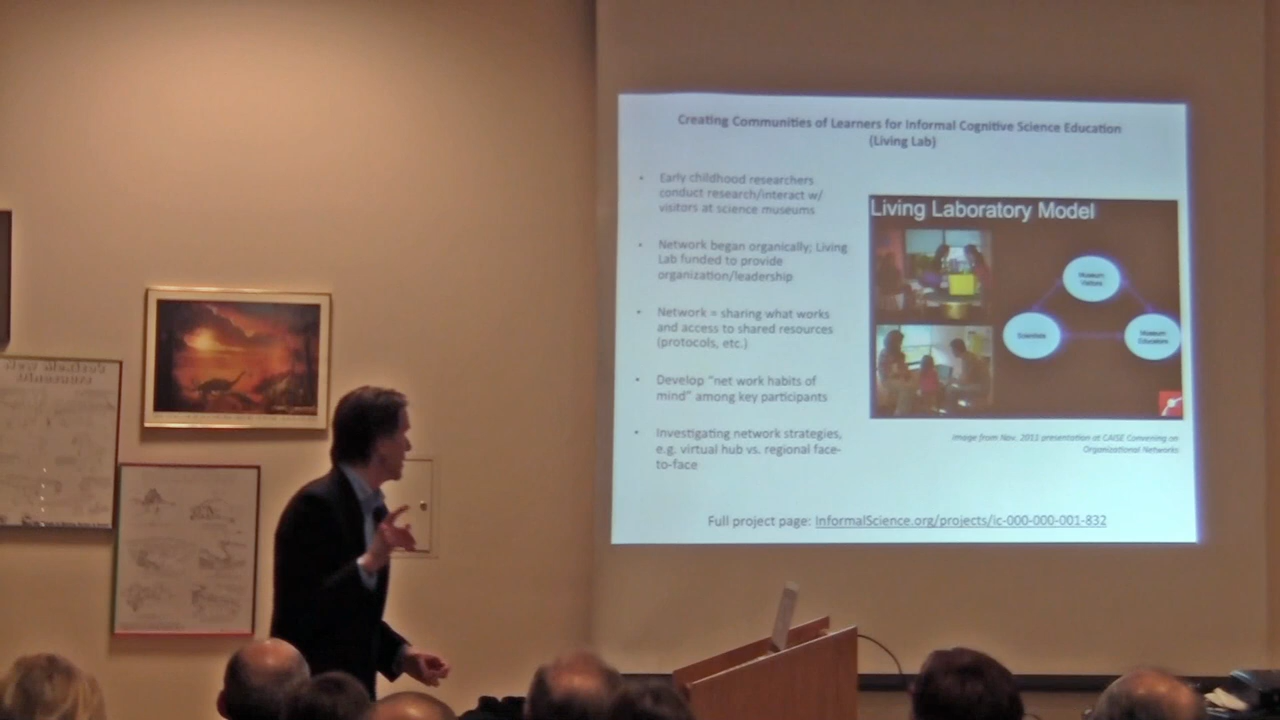 Creating Communities of Learners for Informal Cognitive Science Education
(Living Lab)
• Early childhood researchers
conduct research/interact w/
visitors at science museums
• Network began organically; Living
Lab funded to provide
organization/leadership
• Network = sharing what works
and access to shared resources
(protocols, etc.)
• Develop "net work habits of
mind" among key participants
• Investigating network strategies,
e.g. virtual hub vs. regional face-
to-face
Living Laboratory Model
Museum
Visitors
Scientists
Museum
Educators
Image from Nov. 2011 presentation at CAISE Convening on
Organizational Networks
Full project page: InformalScience.org/projects/ic-000-000-001-832